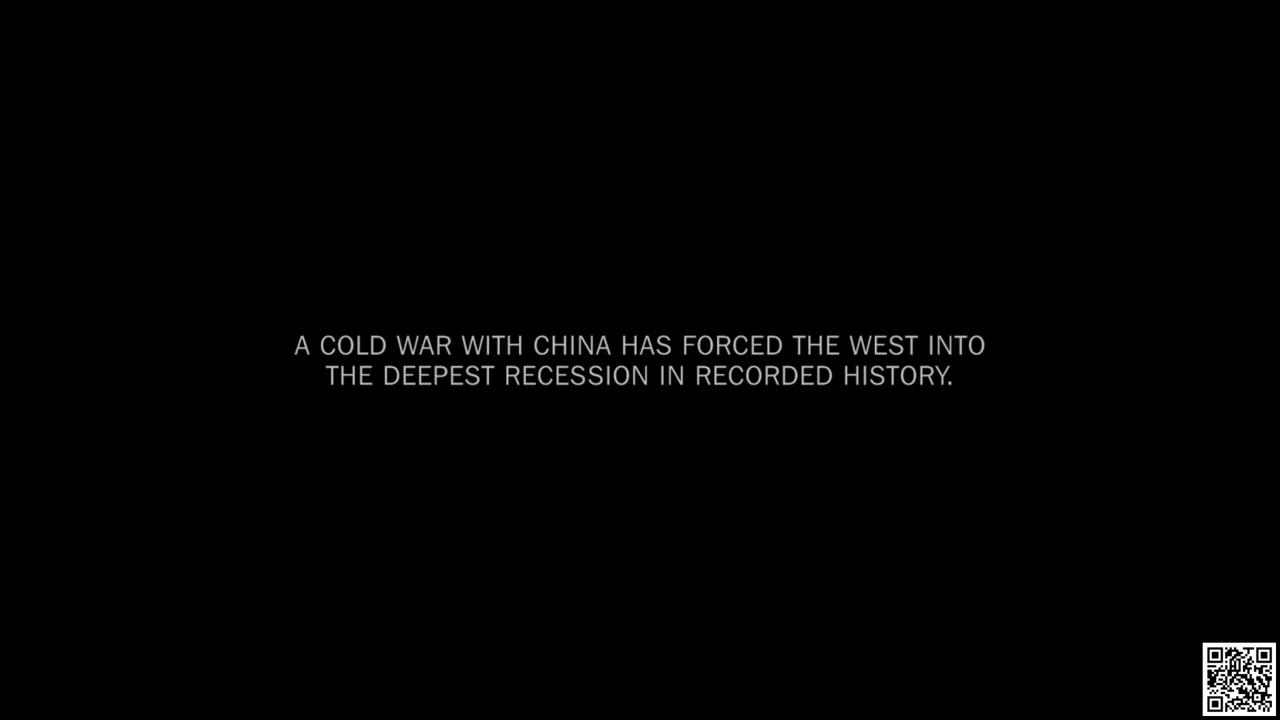 A COLD WAR WITH CHINA HAS FORCED THE WEST INTO
THE DEEPEST RECESSION IN RECORDED HISTORY.